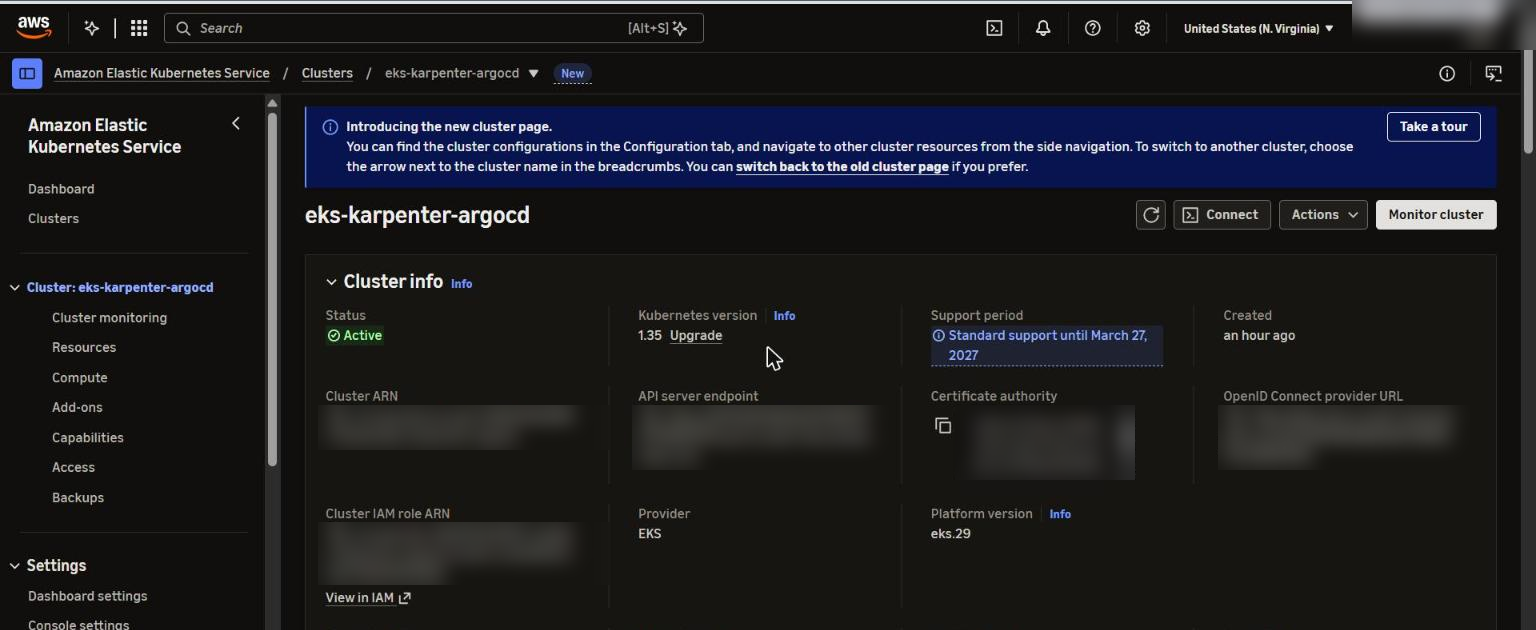 aws
Search
[Alt+S]
United States (N. Virginia)
Amazon Elastic Kubernetes Service / Clusters / eks-karpenter-argocd
New
Amazon Elastic
Kubernetes Service
Dashboard
Clusters
Cluster: eks-karpenter-argocd
Cluster monitoring
Resources
Compute
Add-ons
Capabilities
Access
Backups
Settings
Dashboard settings
Console settings
Introducing the new cluster page.
You can find the cluster configurations in the Configuration tab, and navigate to other cluster resources from the side navigation. To switch to another cluster, choose
the arrow next to the cluster name in the breadcrumbs. You can switch back to the old cluster page if you prefer.
Take a tour
eks-karpenter-argocd
Connect
Actions
Monitor cluster
Cluster info Info
Status
Active
Kubernetes version Info
1.35 Upgrade
Support period
Standard support until March 27,
2027
Created
an hour ago
Cluster ARN
API server endpoint
Certificate authority
OpenID Connect provider URL
Cluster IAM role ARN
View in IAM
Provider
EKS
Platform version Info
eks.29